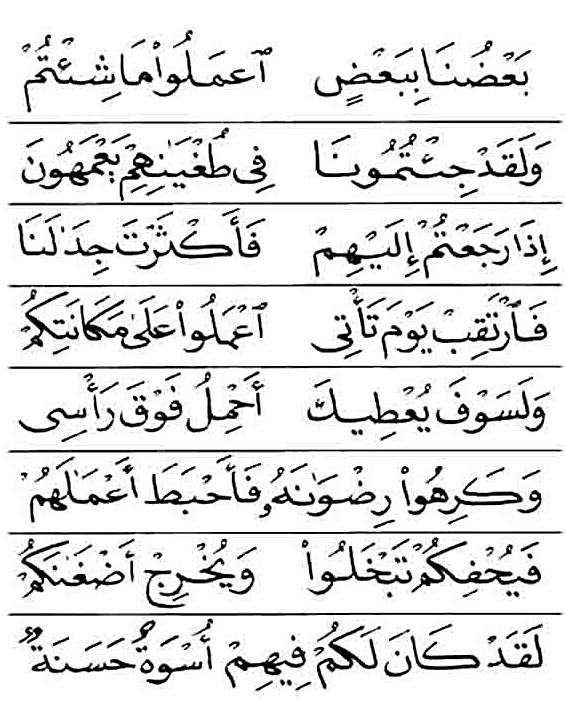 بَعْضُنَا بِبَعْضٍ ٱعْمَلُوا۟ مَا شِئْتُمْ
وَلَقَدْ جِئْتُمُونَا فِى طُغْيَـٰنِهِمْ يَعْمَهُونَ
إِذَا رَجَعْتُمْ إِلَيْهِمْ فَأَكْثَرْتَ جِدَٰلَنَا
فَٱرْتَقِبْ يَوْمَ تَأْتِى ٱعْمَلُوا۟ عَلَىٰ مَكَانَتِكُمْ
وَلَسَوْفَ يُعْطِيكَ أَحْمِلُ فَوْقَ رَأْسِى
وَكَرِهُوا۟ رِضْوَٰنَهُۥ فَأَحْبَطَ أَعْمَـٰلَهُمْ
فَيُحْفِكُمْ تَبْخَلُوا۟ وَيُخْرِجْ أَضْغَـٰنَكُمْ
لَقَدْ كَانَ لَكُمْ فِيهِمْ أُسْوَةٌ حَسَنَةٌ